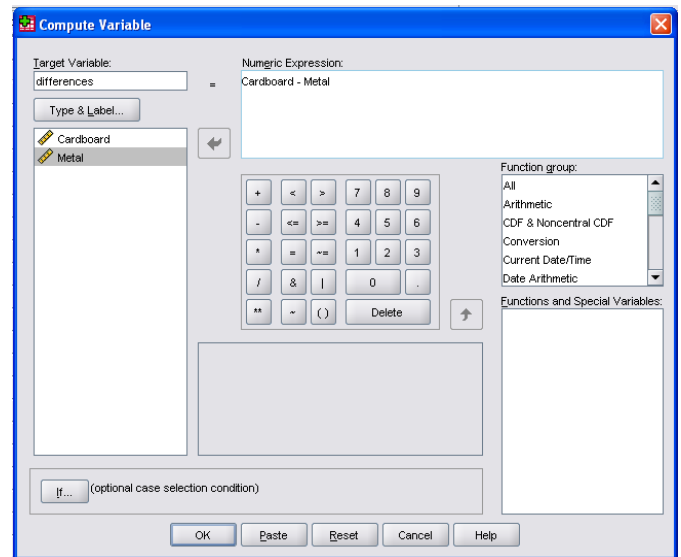 Compute Variable
Target Variable:
differences
=
Numeric Expression:
Cardboard - Metal
Type & Label...
Cardboard
Metal
+ < > 7 8 9
- <= >= 4 5 6
* = ~= 1 2 3
/ & | 0 .
** ~ ( ) Delete
Function group:
All
Arithmetic
CDF & Noncentral CDF
Conversion
Current Date/Time
Date Arithmetic
Functions and Special Variables:
If... (optional case selection condition)
OK Paste Reset Cancel Help